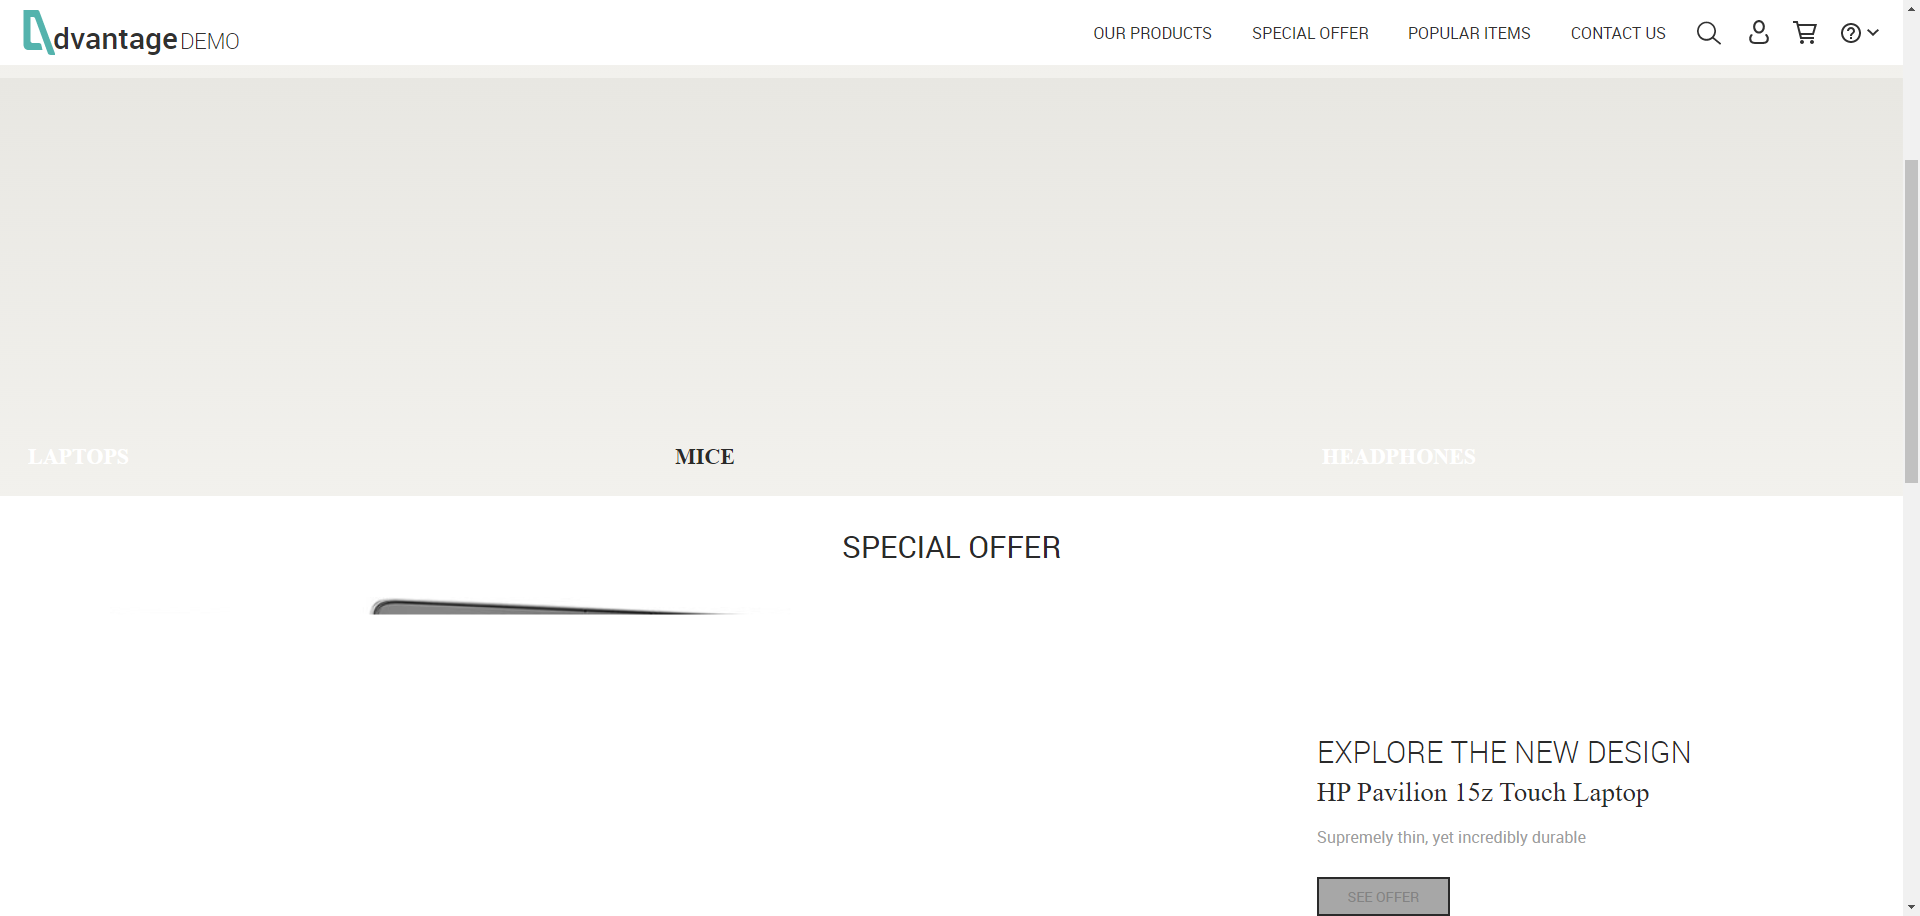 dvantage DEMO
OUR PRODUCTS SPECIAL OFFER POPULAR ITEMS CONTACT US
LAPTOPS MICE HEADPHONES
SPECIAL OFFER
EXPLORE THE NEW DESIGN
HP Pavilion 15z Touch Laptop
Supremely thin, yet incredibly durable
SEE OFFER